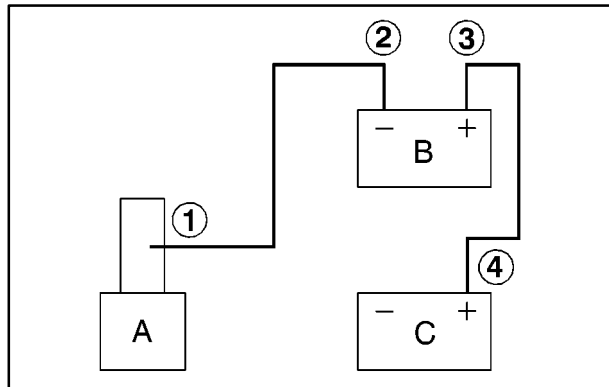 ② ③
− +
B
①
④
A
− +
C